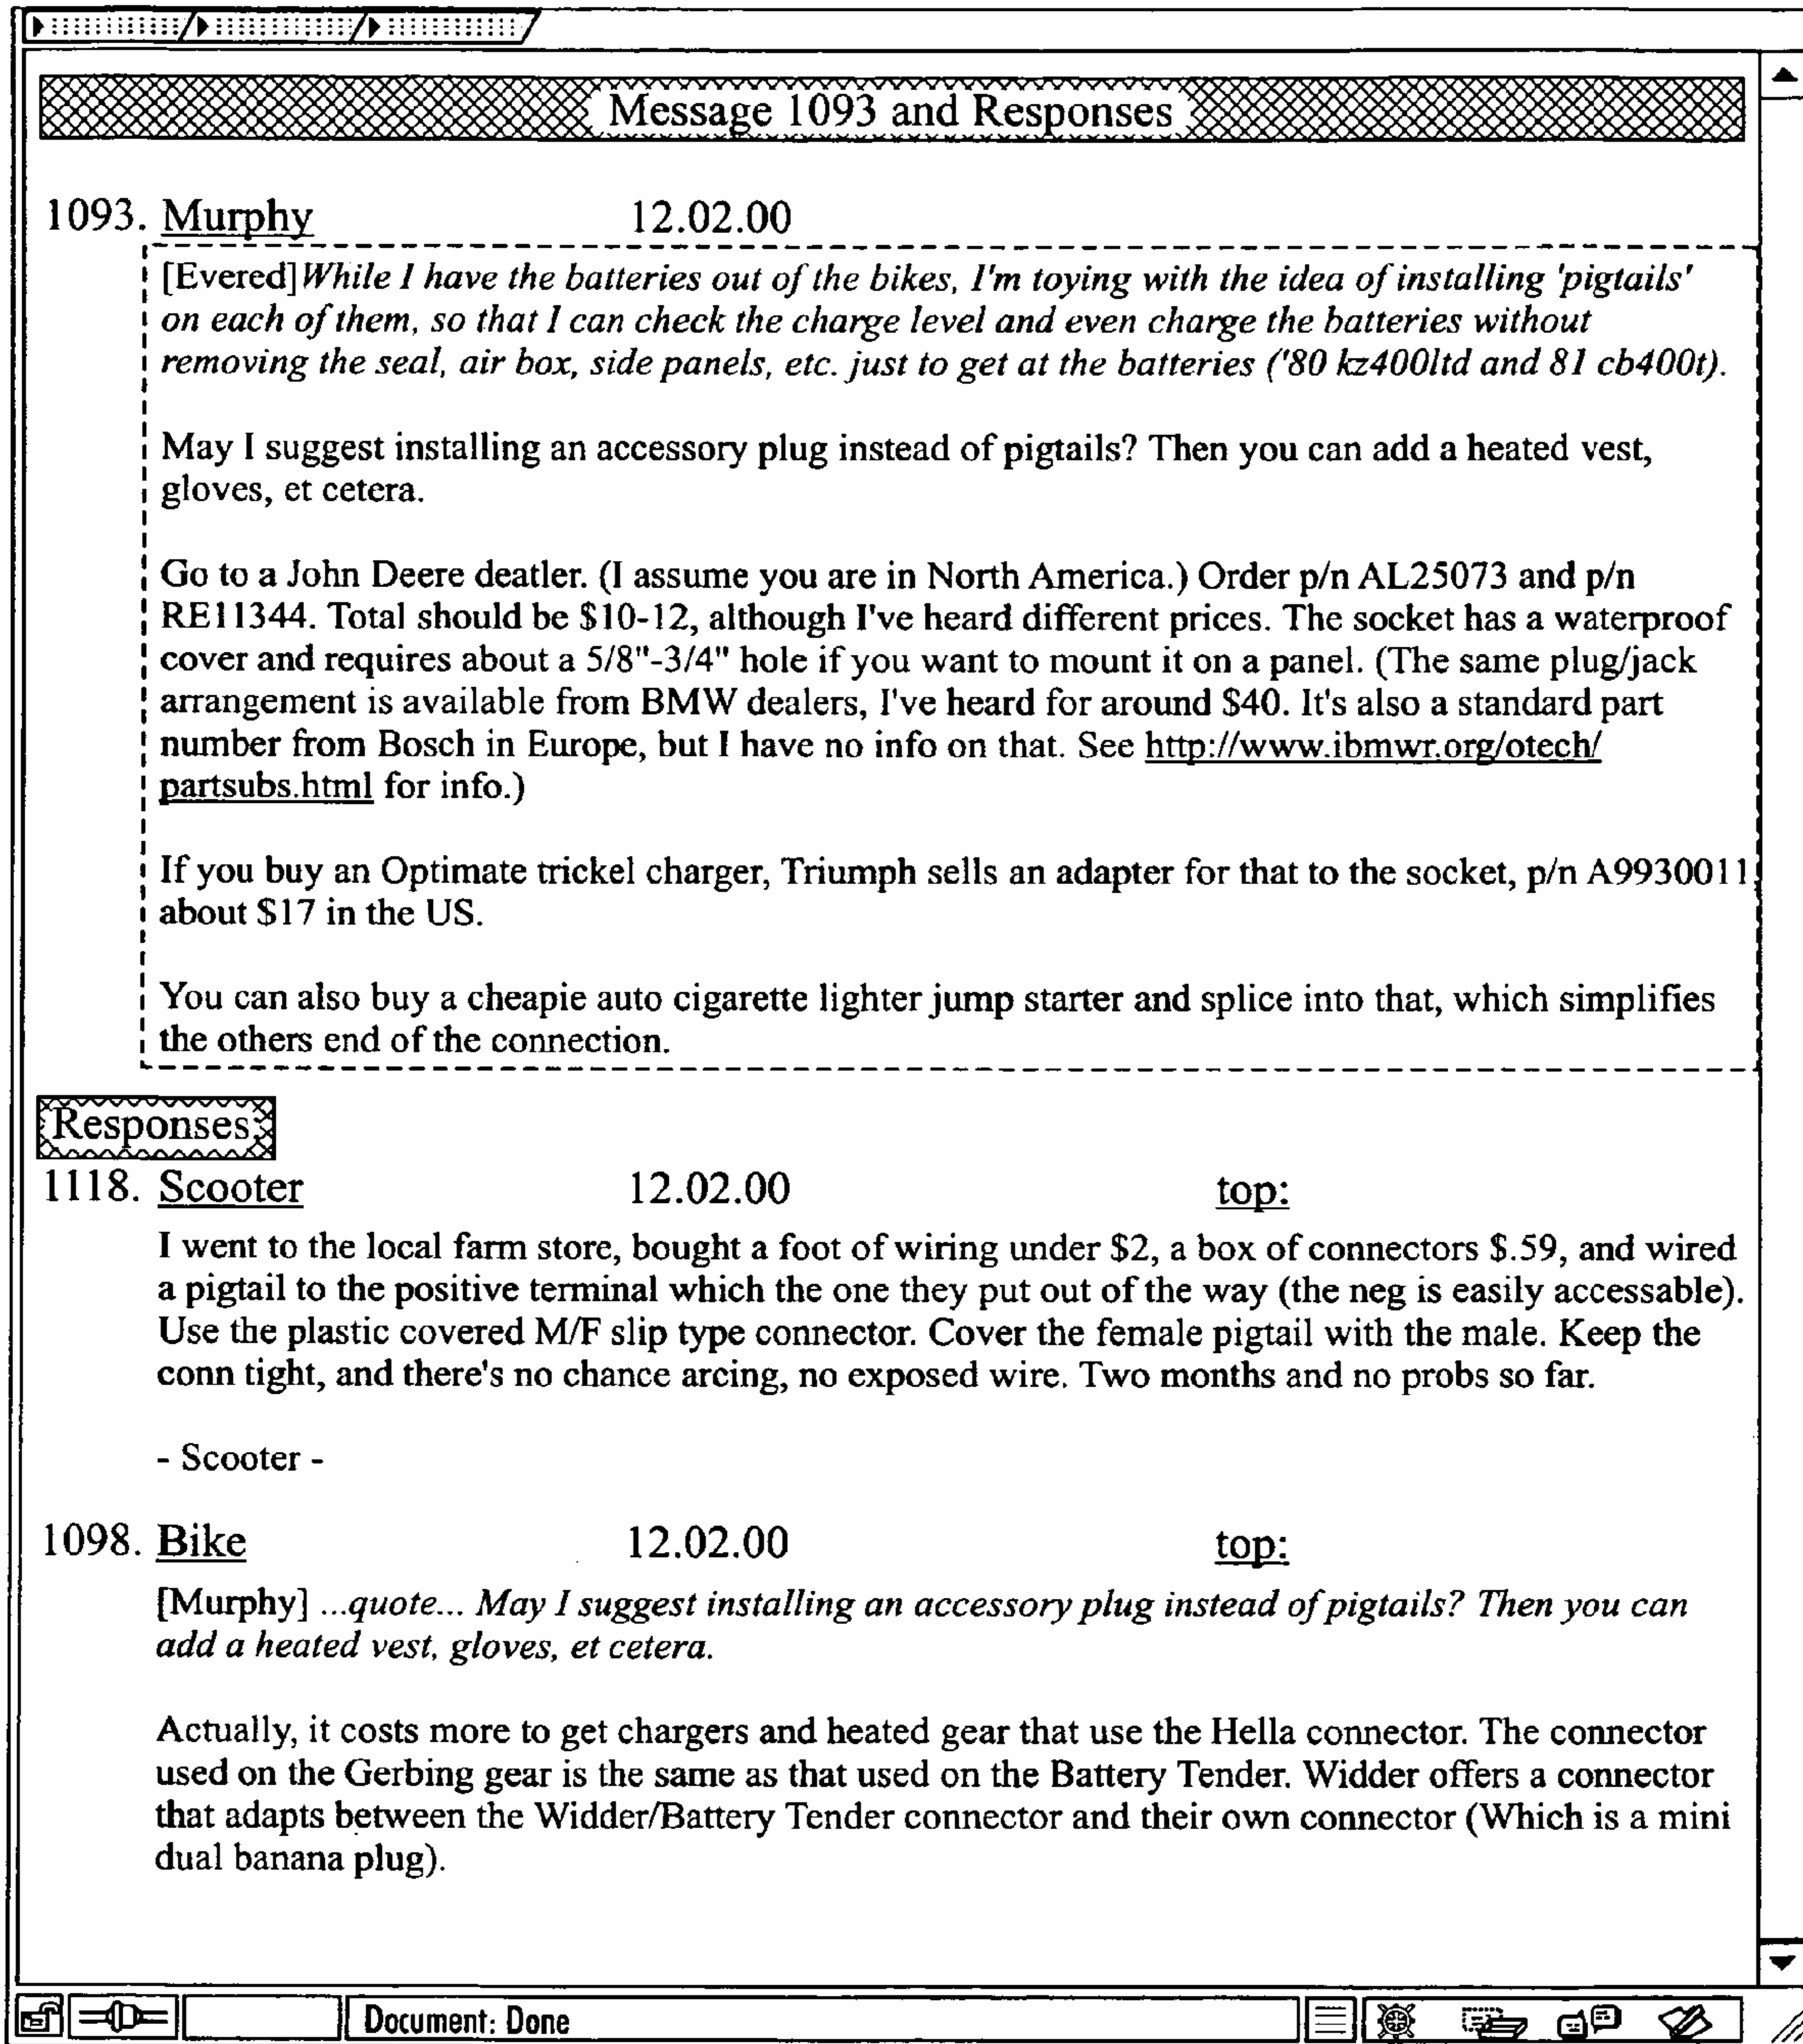 Message 1093 and Responses
1093. Murphy 12.02.00
[Evered] While I have the batteries out of the bikes, I'm toying with the idea of installing 'pigtails'
on each of them, so that I can check the charge level and even charge the batteries without
removing the seal, air box, side panels, etc. just to get at the batteries ('80 kz400ltd and 81 cb400t).
May I suggest installing an accessory plug instead of pigtails? Then you can add a heated vest,
gloves, et cetera.
Go to a John Deere deatler. (I assume you are in North America.) Order p/n AL25073 and p/n
RE11344. Total should be $10-12, although I've heard different prices. The socket has a waterproof
cover and requires about a 5/8"-3/4" hole if you want to mount it on a panel. (The same plug/jack
arrangement is available from BMW dealers, I've heard for around $40. It's also a standard part
number from Bosch in Europe, but I have no info on that. See http://www.ibmwr.org/otech/
partsubs.html for info.)
If you buy an Optimate trickel charger, Triumph sells an adapter for that to the socket, p/n A9930011,
about $17 in the US.
You can also buy a cheapie auto cigarette lighter jump starter and splice into that, which simplifies
the others end of the connection.
Responses:
1118. Scooter 12.02.00 top:
I went to the local farm store, bought a foot of wiring under $2, a box of connectors $.59, and wired
a pigtail to the positive terminal which the one they put out of the way (the neg is easily accessable).
Use the plastic covered M/F slip type connector. Cover the female pigtail with the male. Keep the
conn tight, and there's no chance arcing, no exposed wire. Two months and no probs so far.
- Scooter -
1098. Bike 12.02.00 top:
[Murphy] ...quote... May I suggest installing an accessory plug instead of pigtails? Then you can
add a heated vest, gloves, et cetera.
Actually, it costs more to get chargers and heated gear that use the Hella connector. The connector
used on the Gerbing gear is the same as that used on the Battery Tender. Widder offers a connector
that adapts between the Widder/Battery Tender connector and their own connector (Which is a mini
dual banana plug).
Document: Done